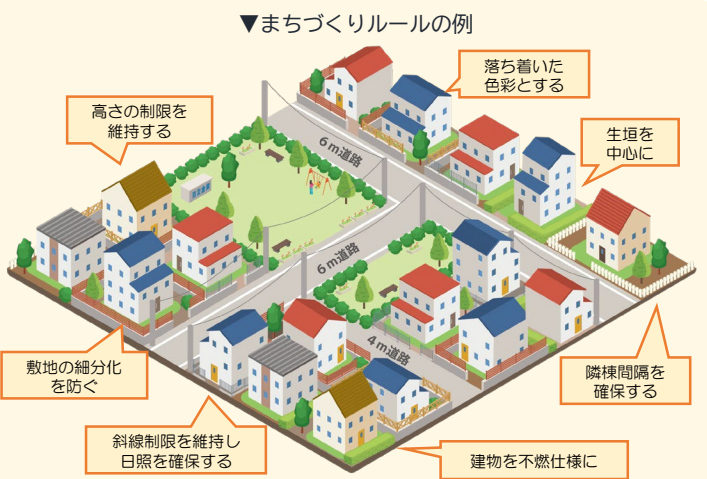 ▼まちづくりルールの例
落ち着いた
色彩とする
高さの制限を
維持する
生垣を
中心に
6m道路
6m道路
4m道路
敷地の細分化
を防ぐ
隣棟間隔を
確保する
斜線制限を維持し
日照を確保する
建物を不燃仕様に